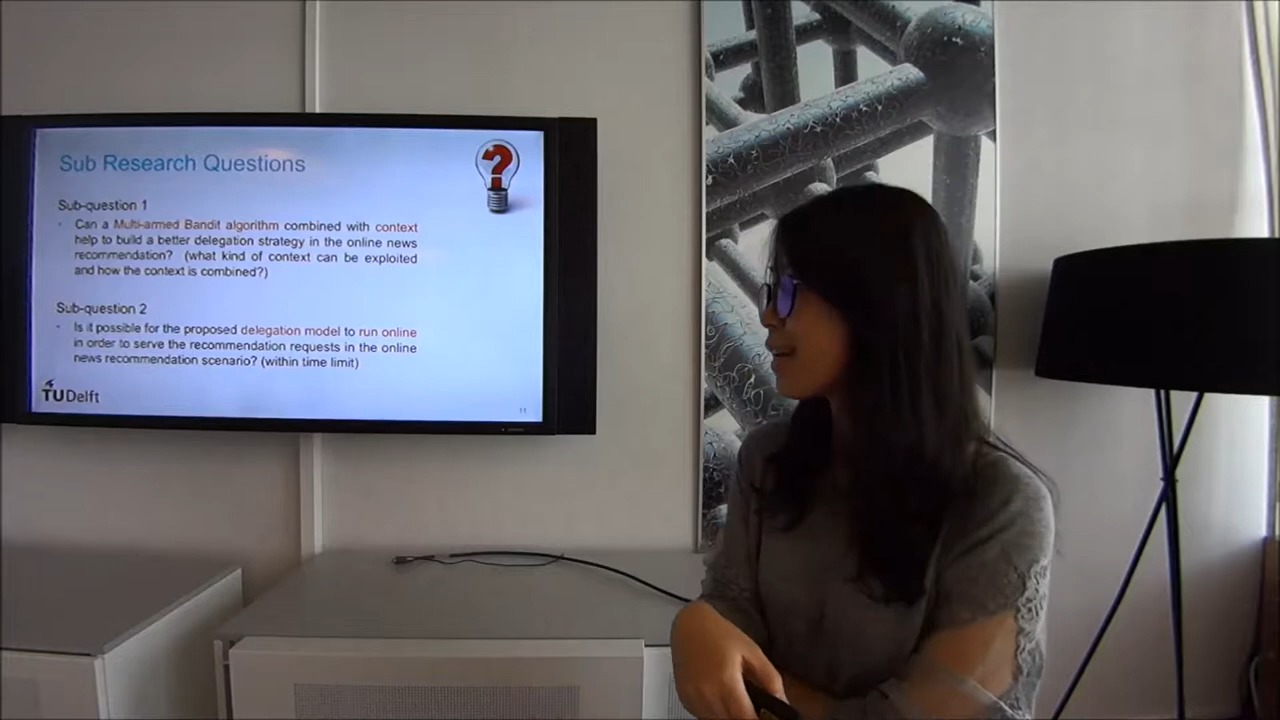 Sub Research Questions
Sub-question 1
Can a Multi-armed Bandit algorithm combined with context
help to build a better delegation strategy in the online news
recommendation? (what kind of context can be exploited
and how the context is combined?)
Sub-question 2
Is it possible for the proposed delegation model to run online
in order to serve the recommendation requests in the online
news recommendation scenario? (within time limit)
TUDelft
11